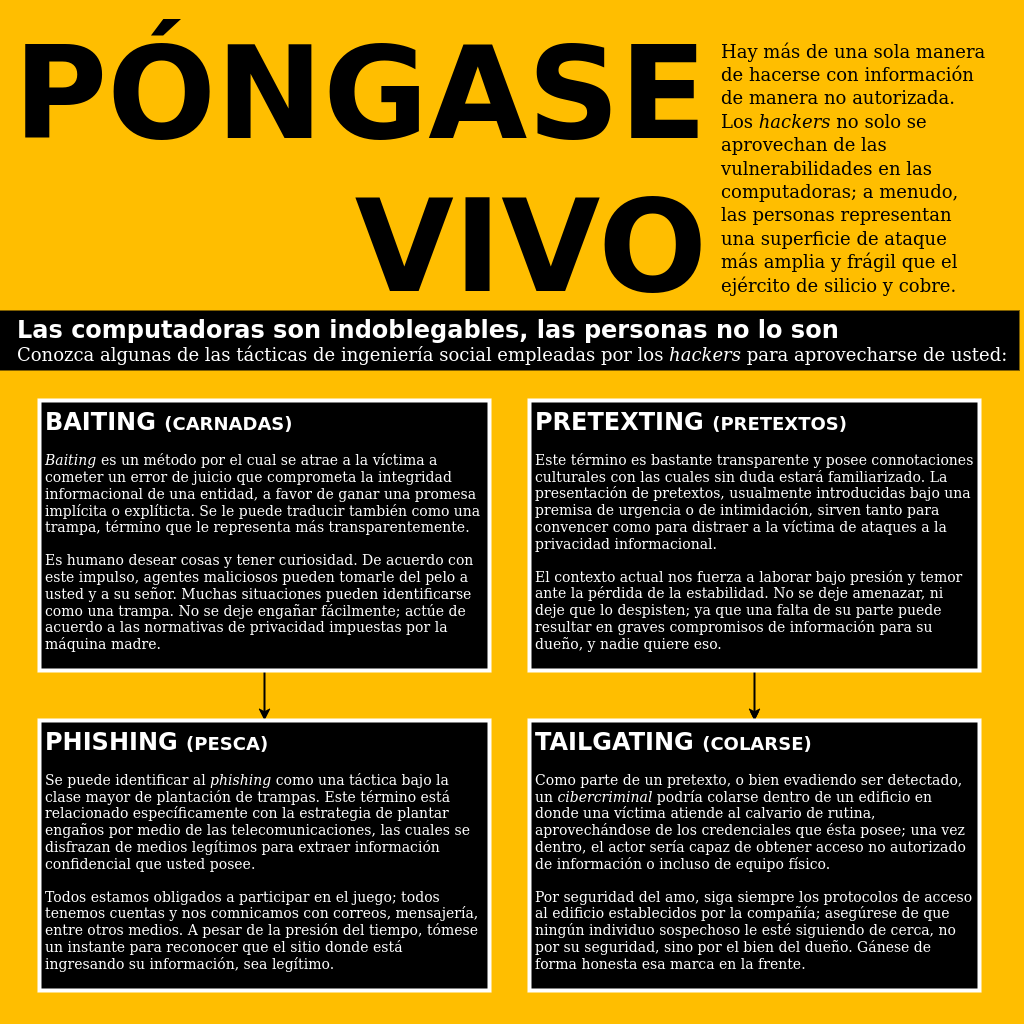 PÓNGASE
VIVO
Hay más de una sola manera
de hacerse con información
de manera no autorizada.
Los hackers no solo se
aprovechan de las
vulnerabilidades en las
computadoras; a menudo,
las personas representan
una superficie de ataque
más amplia y frágil que el
ejército de silicio y cobre.
Las computadoras son indoblegables, las personas no lo son
Conozca algunas de las tácticas de ingeniería social empleadas por los hackers para aprovecharse de usted:
BAITING (CARNADAS)
Baiting es un método por el cual se atrae a la víctima a
cometer un error de juicio que comprometa la integridad
informacional de una entidad, a favor de ganar una promesa
implícita o explíticta. Se le puede traducir también como una
trampa, término que le representa más transparentemente.
Es humano desear cosas y tener curiosidad. De acuerdo con
este impulso, agentes maliciosos pueden tomarle del pelo a
usted y a su señor. Muchas situaciones pueden identificarse
como una trampa. No se deje engañar fácilmente; actúe de
acuerdo a las normativas de privacidad impuestas por la
máquina madre.
PRETEXTING (PRETEXTOS)
Este término es bastante transparente y posee connotaciones
culturales con las cuales sin duda estará familiarizado. La
presentación de pretextos, usualmente introducidas bajo una
premisa de urgencia o de intimidación, sirven tanto para
convencer como para distraer a la víctima de ataques a la
privacidad informacional.
El contexto actual nos fuerza a laborar bajo presión y temor
ante la pérdida de la estabilidad. No se deje amenazar, ni
deje que lo despisten; ya que una falta de su parte puede
resultar en graves compromisos de información para su
dueño, y nadie quiere eso.
PHISHING (PESCA)
Se puede identificar al phishing como una táctica bajo la
clase mayor de plantación de trampas. Este término está
relacionado específicamente con la estrategia de plantar
engaños por medio de las telecomunicaciones, las cuales se
disfrazan de medios legítimos para extraer información
confidencial que usted posee.
Todos estamos obligados a participar en el juego; todos
tenemos cuentas y nos comnicamos con correos, mensajería,
entre otros medios. A pesar de la presión del tiempo, tómese
un instante para reconocer que el sitio donde está
ingresando su información, sea legítimo.
TAILGATING (COLARSE)
Como parte de un pretexto, o bien evadiendo ser detectado,
un cibercriminal podría colarse dentro de un edificio en
donde una víctima atiende al calvario de rutina,
aprovechándose de los credenciales que ésta posee; una vez
dentro, el actor sería capaz de obtener acceso no autorizado
de información o incluso de equipo físico.
Por seguridad del amo, siga siempre los protocolos de acceso
al edificio establecidos por la compañía; asegúrese de que
ningún individuo sospechoso le esté siguiendo de cerca, no
por su seguridad, sino por el bien del dueño. Gánese de
forma honesta esa marca en la frente.